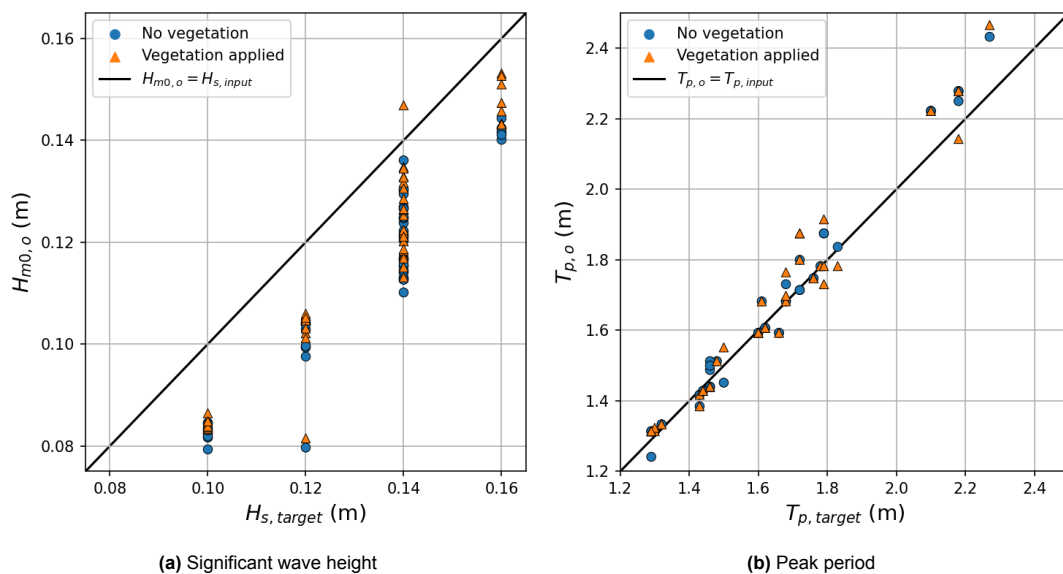 0.16
0.14
0.12
0.10
0.08
H_{m0,o} (m)
No vegetation
Vegetation applied
H_{m0,o} = H_{s,input}
0.08 0.10 0.12 0.14 0.16
H_{s,target} (m)
(a) Significant wave height
2.4
2.2
2.0
1.8
1.6
1.4
1.2
T_{p,o} (m)
No vegetation
Vegetation applied
T_{p,o} = T_{p,input}
1.2 1.4 1.6 1.8 2.0 2.2 2.4
T_{p,target} (m)
(b) Peak period